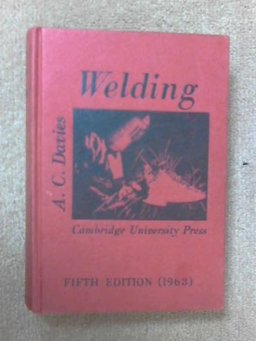 Welding
A. C. Davies
Cambridge University Press
FIFTH EDITION (1963)